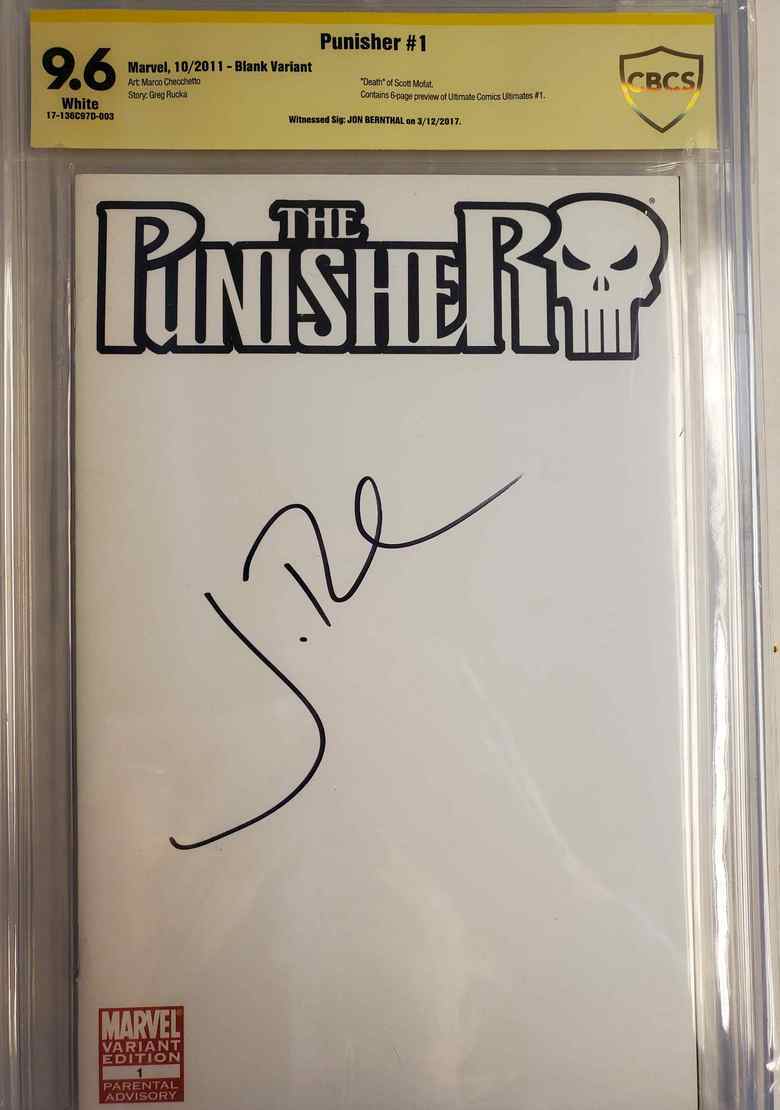 Punisher #1
9.6
White
17-136C97D-003
Marvel, 10/2011 - Blank Variant
Art: Marco Checchetto
Story: Greg Rucka
"Death" of Scott Mofat.
Contains 6-page preview of Ultimate Comics Ultimates #1.
Witnessed Sig: JON BERNTHAL on 3/12/2017.
CBCS
THE
PUNISHER
®
MARVEL
VARIANT
EDITION
1
PARENTAL
ADVISORY